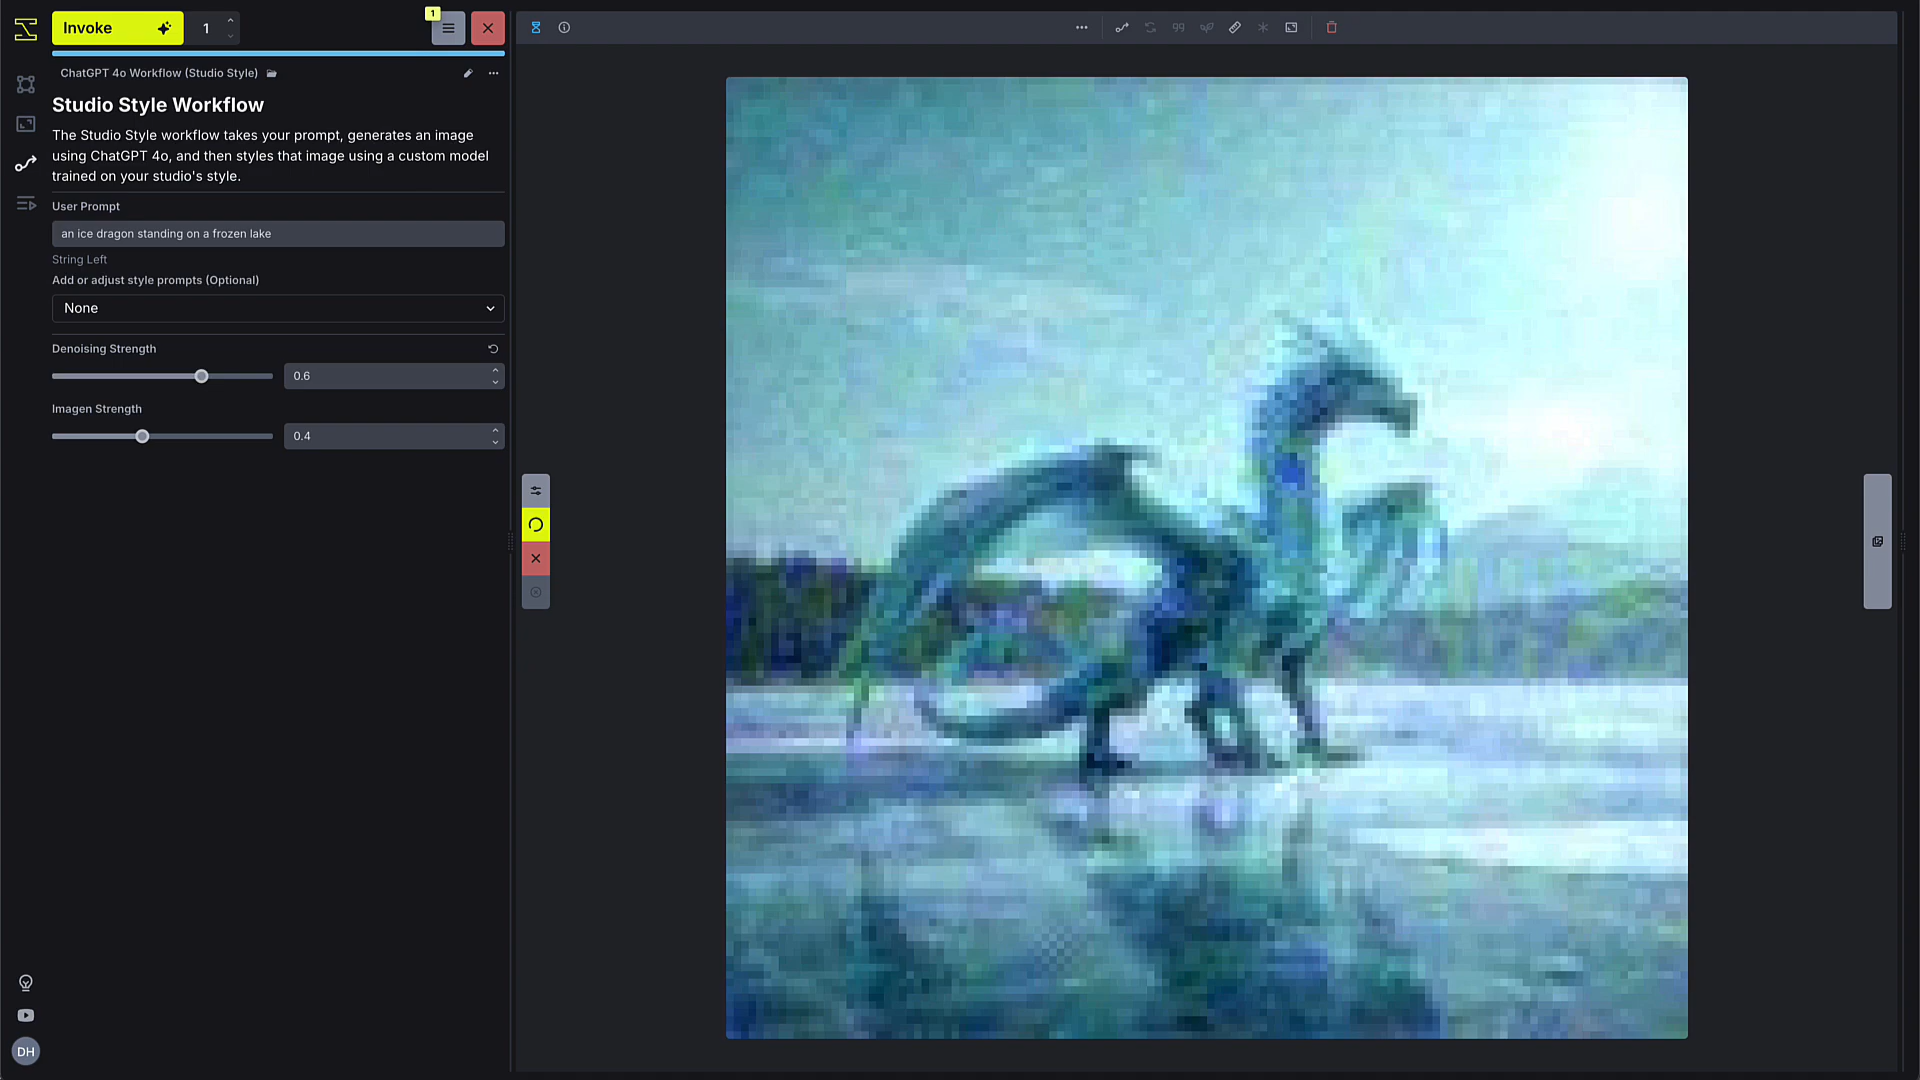 Invoke
1
1
ChatGPT 4o Workflow (Studio Style)
Studio Style Workflow
The Studio Style workflow takes your prompt, generates an image
using ChatGPT 4o, and then styles that image using a custom model
trained on your studio's style.
User Prompt
an ice dragon standing on a frozen lake
String Left
Add or adjust style prompts (Optional)
None
Denoising Strength
0.6
Imagen Strength
0.4
DH